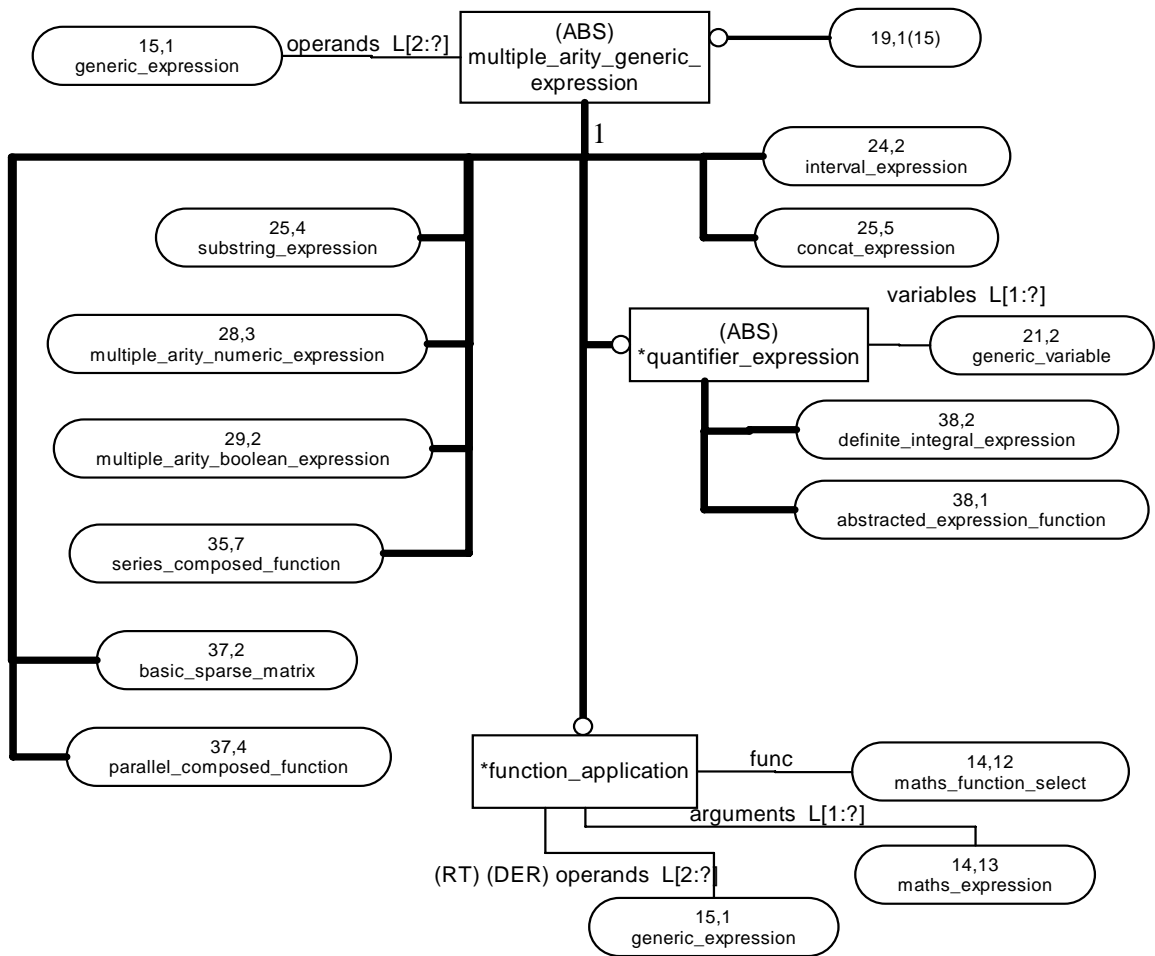 15,1
generic_expression
operands L[2:?]
(ABS)
multiple_arity_generic_
expression
19,1(15)
1
24,2
interval_expression
25,4
substring_expression
25,5
concat_expression
variables L[1:?]
28,3
multiple_arity_numeric_expression
(ABS)
*quantifier_expression
21,2
generic_variable
29,2
multiple_arity_boolean_expression
38,2
definite_integral_expression
38,1
abstracted_expression_function
35,7
series_composed_function
37,2
basic_sparse_matrix
37,4
parallel_composed_function
*function_application
func
14,12
maths_function_select
arguments L[1:?]
14,13
maths_expression
(RT) (DER) operands L[2:?]
15,1
generic_expression